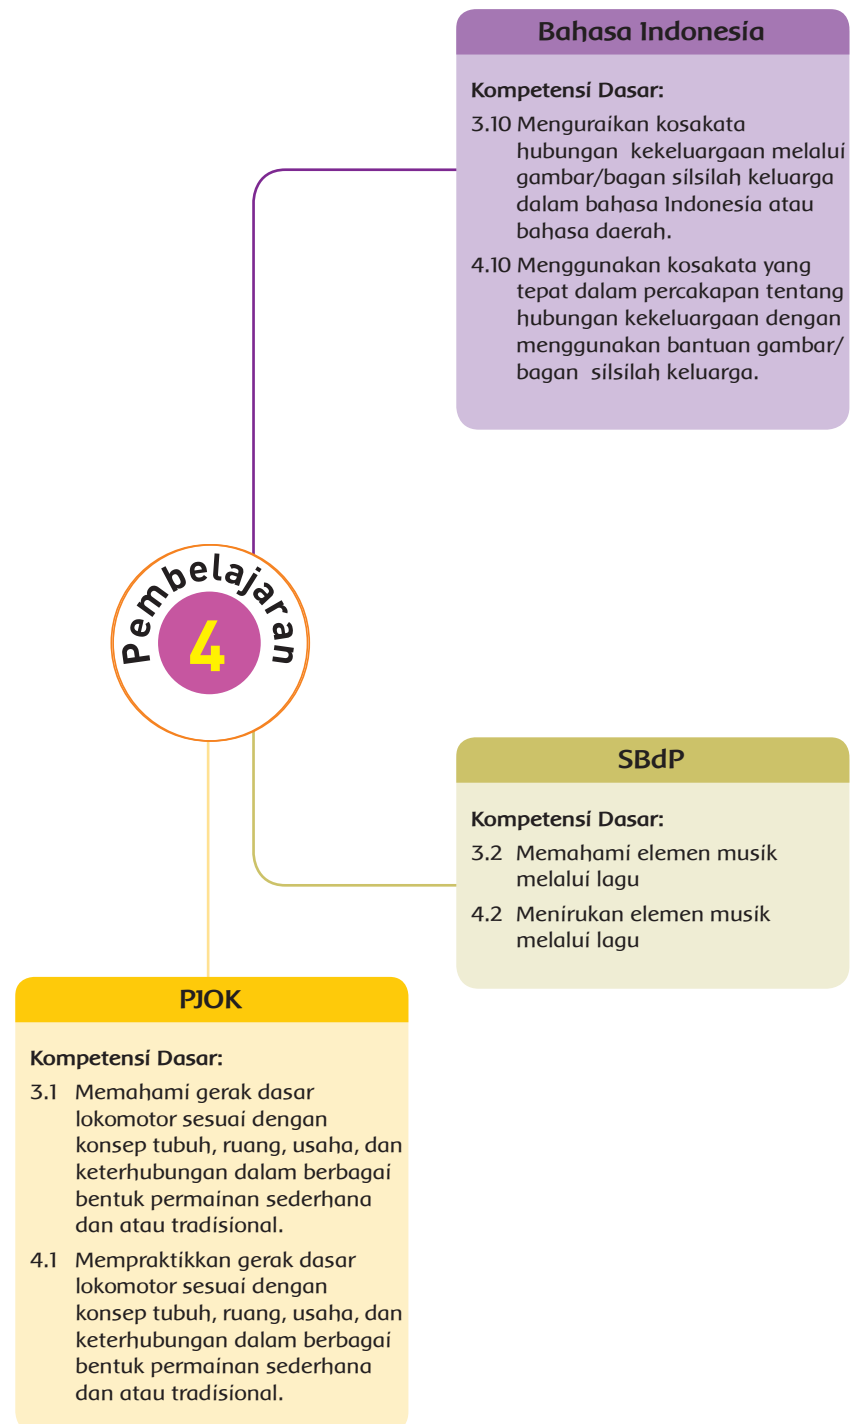 Bahasa Indonesia
Kompetensi Dasar:
3.10 Menguraikan kosakata
hubungan kekeluargaan melalui
gambar/bagan silsilah keluarga
dalam bahasa Indonesia atau
bahasa daerah.
4.10 Menggunakan kosakata yang
tepat dalam percakapan tentang
hubungan kekeluargaan dengan
menggunakan bantuan gambar/
bagan silsilah keluarga.
Pembelajaran
4
SBdP
Kompetensi Dasar:
3.2 Memahami elemen musik
melalui lagu
4.2 Menirukan elemen musik
melalui lagu
PJOK
Kompetensi Dasar:
3.1 Memahami gerak dasar
lokomotor sesuai dengan
konsep tubuh, ruang, usaha, dan
keterhubungan dalam berbagai
bentuk permainan sederhana
dan atau tradisional.
4.1 Mempraktikkan gerak dasar
lokomotor sesuai dengan
konsep tubuh, ruang, usaha, dan
keterhubungan dalam berbagai
bentuk permainan sederhana
dan atau tradisional.